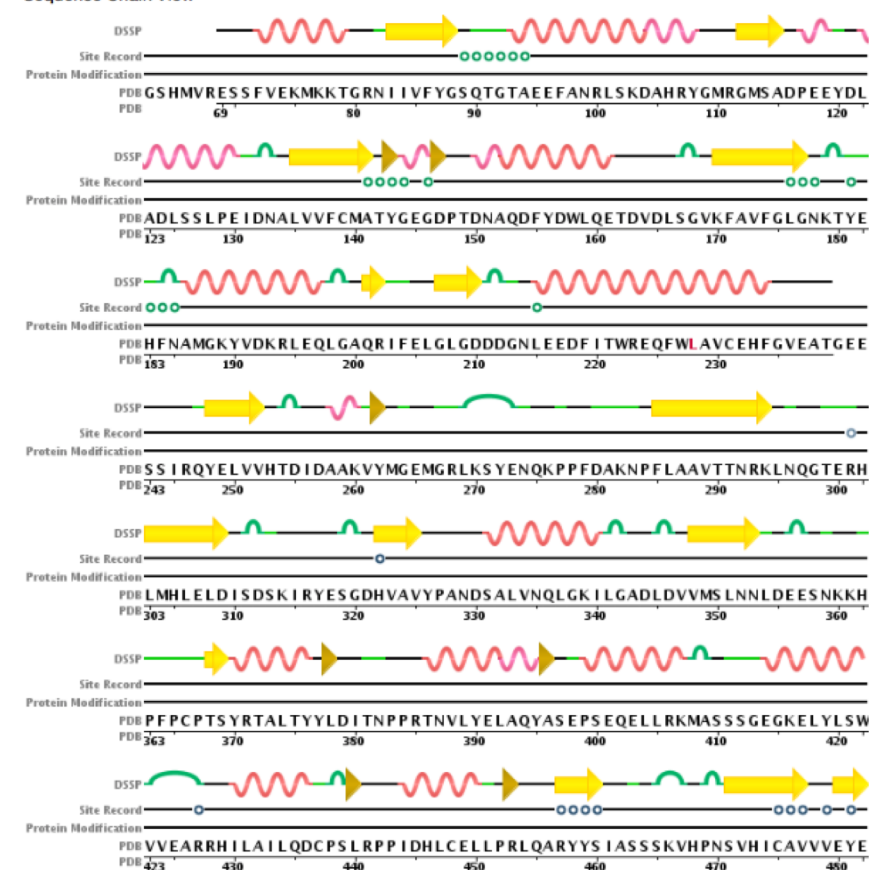 Sequence Chain View
DSSP
Site Record
Protein Modification
PDB GSHMVRESSFVEKMKKTGRNIIVFYGSQTGTAEEFANRLSKDAHRYGMRGMSADPEEYDL
PDB 69 80 90 100 110 120
DSSP
Site Record
Protein Modification
PDB ADLSSLPEIDNALVVFCMATYGEGDPTDNAQDFYDWLQETDVDLSGVKFAVFGLGNKTYE
PDB 123 130 140 150 160 170 180
DSSP
Site Record
Protein Modification
PDB HFNAMGKYVDKRLEQLGAQRIFELGLGDDDGNLEEDFITWREQFWLAVCEHFGVEATGEE
PDB 183 190 200 210 220 230
DSSP
Site Record
Protein Modification
PDB SSIRQYELVVHTDIDAAKVYMGEMGRLKSYENQKPPFDAKNPFLAAVTTNRKLNQGTERH
PDB 243 250 260 270 280 290 300
DSSP
Site Record
Protein Modification
PDB LMHLELDISDSKIRYESGDHVAVYPANDSALVNQLGKILGADLDVVMSLNNLDEESNKKH
PDB 303 310 320 330 340 350 360
DSSP
Site Record
Protein Modification
PDB PFPCPTSYRTALTYYLDITNPPRTNVLYELAQYASEPSEQELLRKMASSSGEGKELYLSW
PDB 363 370 380 390 400 410 420
DSSP
Site Record
Protein Modification
PDB VVEARRHILAILQDCPSLRPPIDHLCELLPRLQARYYSIASSSKVHPNSVHICAVVVEYE
PDB 423 430 440 450 460 470 480